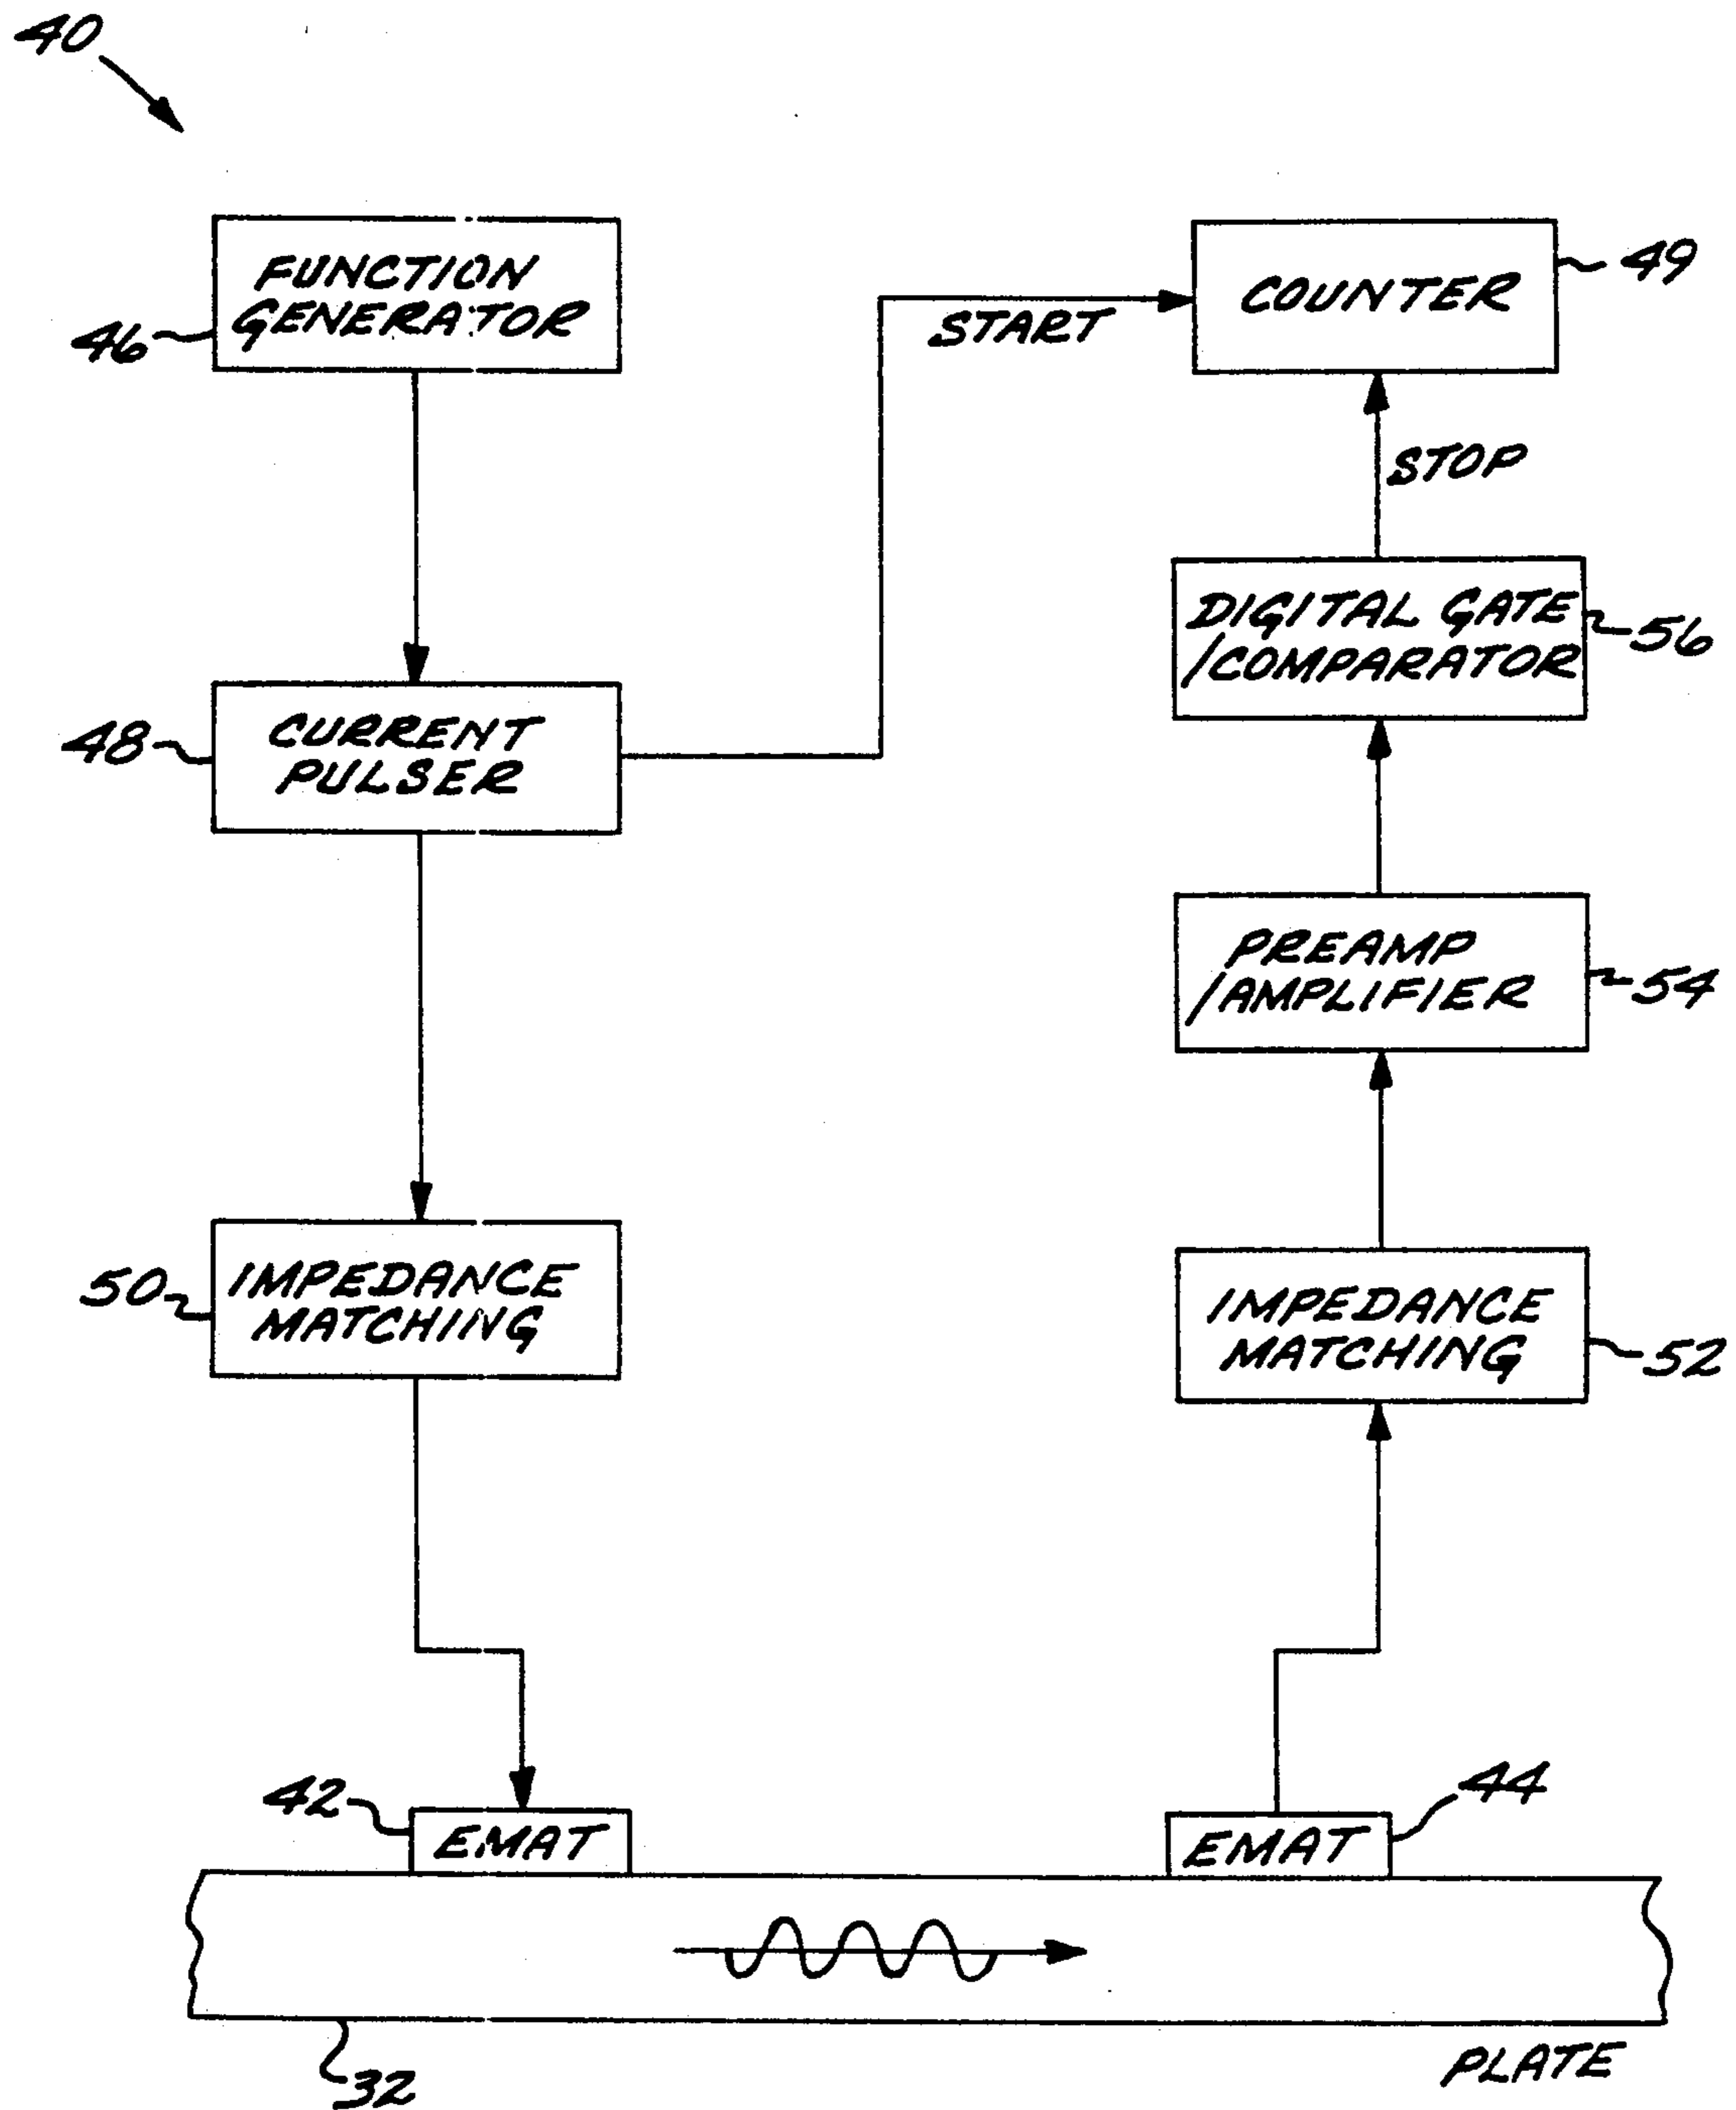 40
FUNCTION
GENERATOR
46
COUNTER
49
START
STOP
DIGITAL GATE
/COMPARATOR
56
CURRENT
PULSER
48
PREAMP
/AMPLIFIER
54
IMPEDANCE
MATCHING
50
IMPEDANCE
MATCHING
52
42
EMAT
44
EMAT
32
PLATE